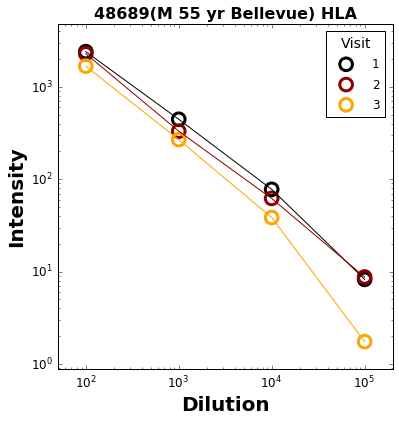 48689(M 55 yr Bellevue) HLA
Visit
1
2
3
Intensity
10³
10²
10¹
10⁰
10² 10³ 10⁴ 10⁵
Dilution